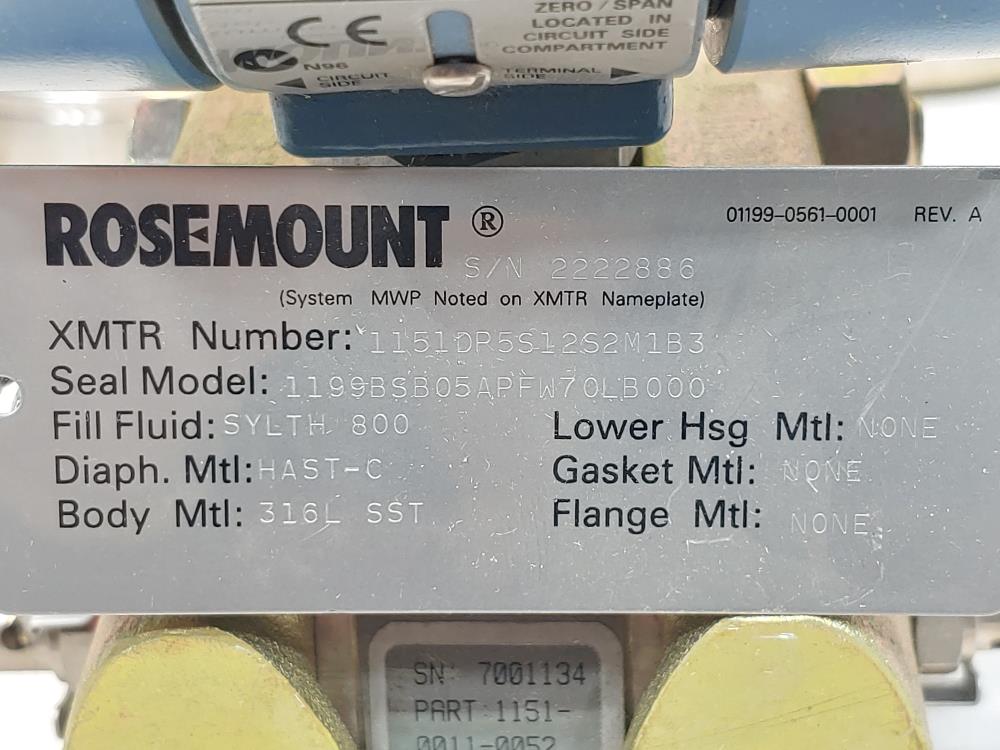 ZERO / SPAN
LOCATED IN
CIRCUIT SIDE
COMPARTMENT
CE
N96
CIRCUIT SIDE
TERMINAL SIDE
ROSEMOUNT ®
01199-0561-0001 REV. A
S/N 2222886
(System MWP Noted on XMTR Nameplate)
XMTR Number: 1151DP5S12S2M1B3
Seal Model: 1199BSB05APFW70LB000
Fill Fluid: SYLTH 800 Lower Hsg Mtl: NONE
Diaph. Mtl: HAST-C Gasket Mtl: NONE
Body Mtl: 316L SST Flange Mtl: NONE
SN: 7001134
PART:1151-
0011-0052